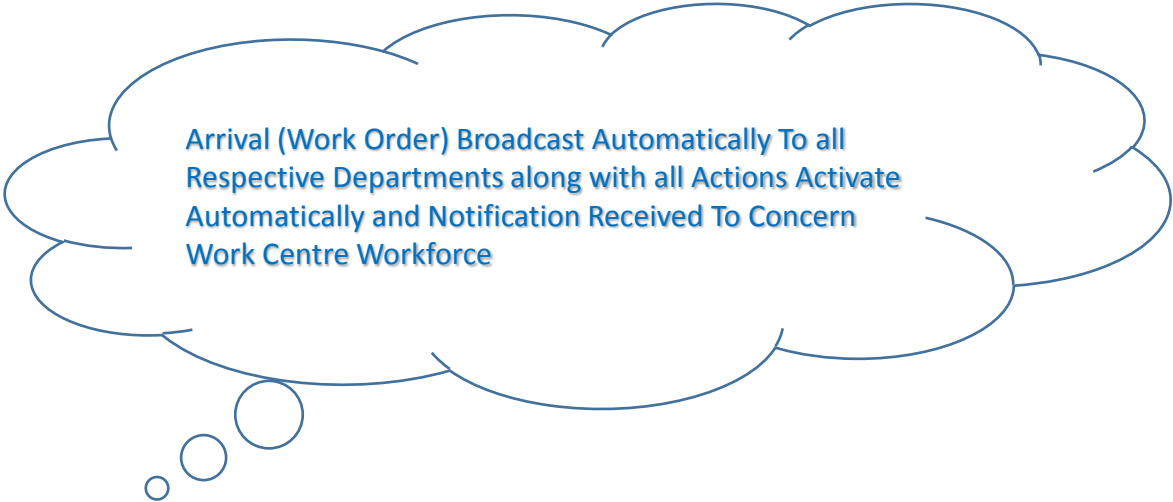 Arrival (Work Order) Broadcast Automatically To all
Respective Departments along with all Actions Activate
Automatically and Notification Received To Concern
Work Centre Workforce